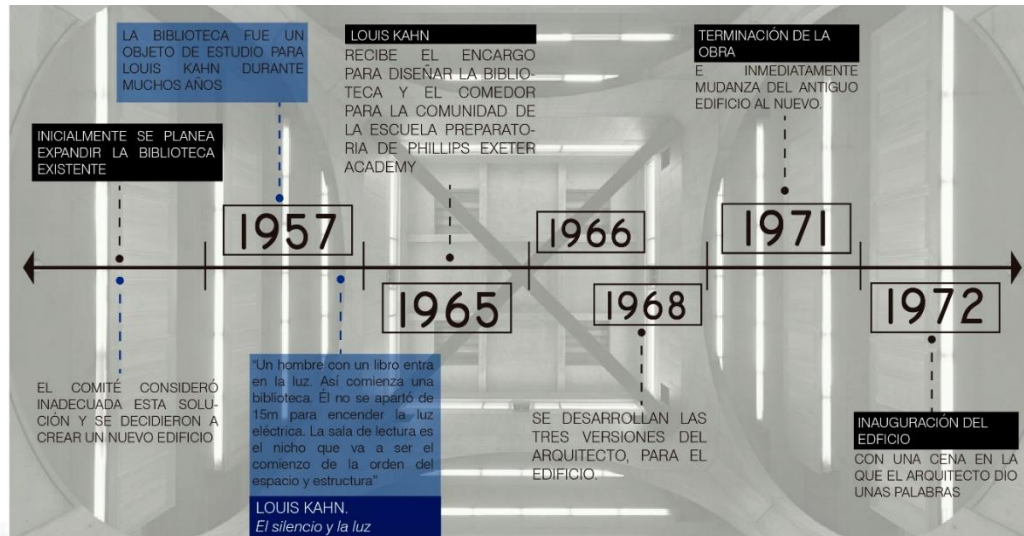 LA BIBLIOTECA FUE UN
OBJETO DE ESTUDIO PARA
LOUIS KAHN DURANTE
MUCHOS AÑOS
INICIALMENTE SE PLANEA
EXPANDIR LA BIBLIOTECA
EXISTENTE
LOUIS KAHN
RECIBE EL ENCARGO
PARA DISEÑAR LA BIBLIO-
TECA Y EL COMEDOR
PARA LA COMUNIDAD DE
LA ESCUELA PREPARATO-
RIA DE PHILLIPS EXETER
ACADEMY
TERMINACIÓN DE LA
OBRA
E INMEDIATAMENTE
MUDANZA DEL ANTIGUO
EDIFICIO AL NUEVO.
1957
1966
1971
1965
1968
1972
EL COMITÉ CONSIDERÓ
INADECUADA ESTA SOLU-
CIÓN Y SE DECIDIERON A
CREAR UN NUEVO EDIFICIO
"Un hombre con un libro entra
en la luz. Así comienza una
biblioteca. Él no se apartó de
15m para encender la luz
eléctrica. La sala de lectura es
el nicho que va a ser el
comienzo de la orden del
espacio y estructura"
LOUIS KAHN.
El silencio y la luz
SE DESARROLLAN LAS
TRES VERSIONES DEL
ARQUITECTO, PARA EL
EDIFICIO.
INAUGURACIÓN DEL
EDFICIO
CON UNA CENA EN LA
QUE EL ARQUITECTO DIO
UNAS PALABRAS